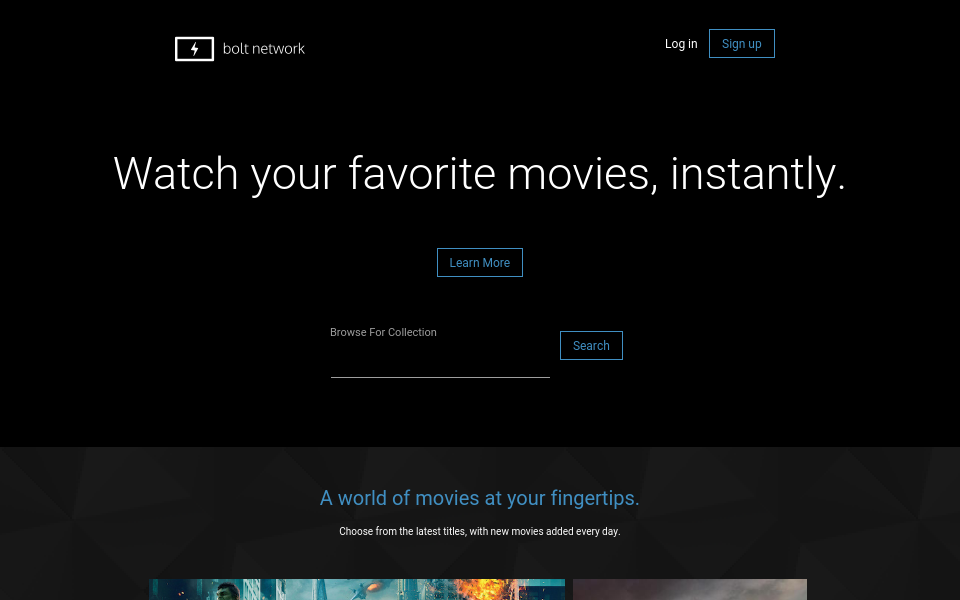 bolt network
Log in
Sign up
Watch your favorite movies, instantly.
Learn More
Browse For Collection
Search
A world of movies at your fingertips.
Choose from the latest titles, with new movies added every day.